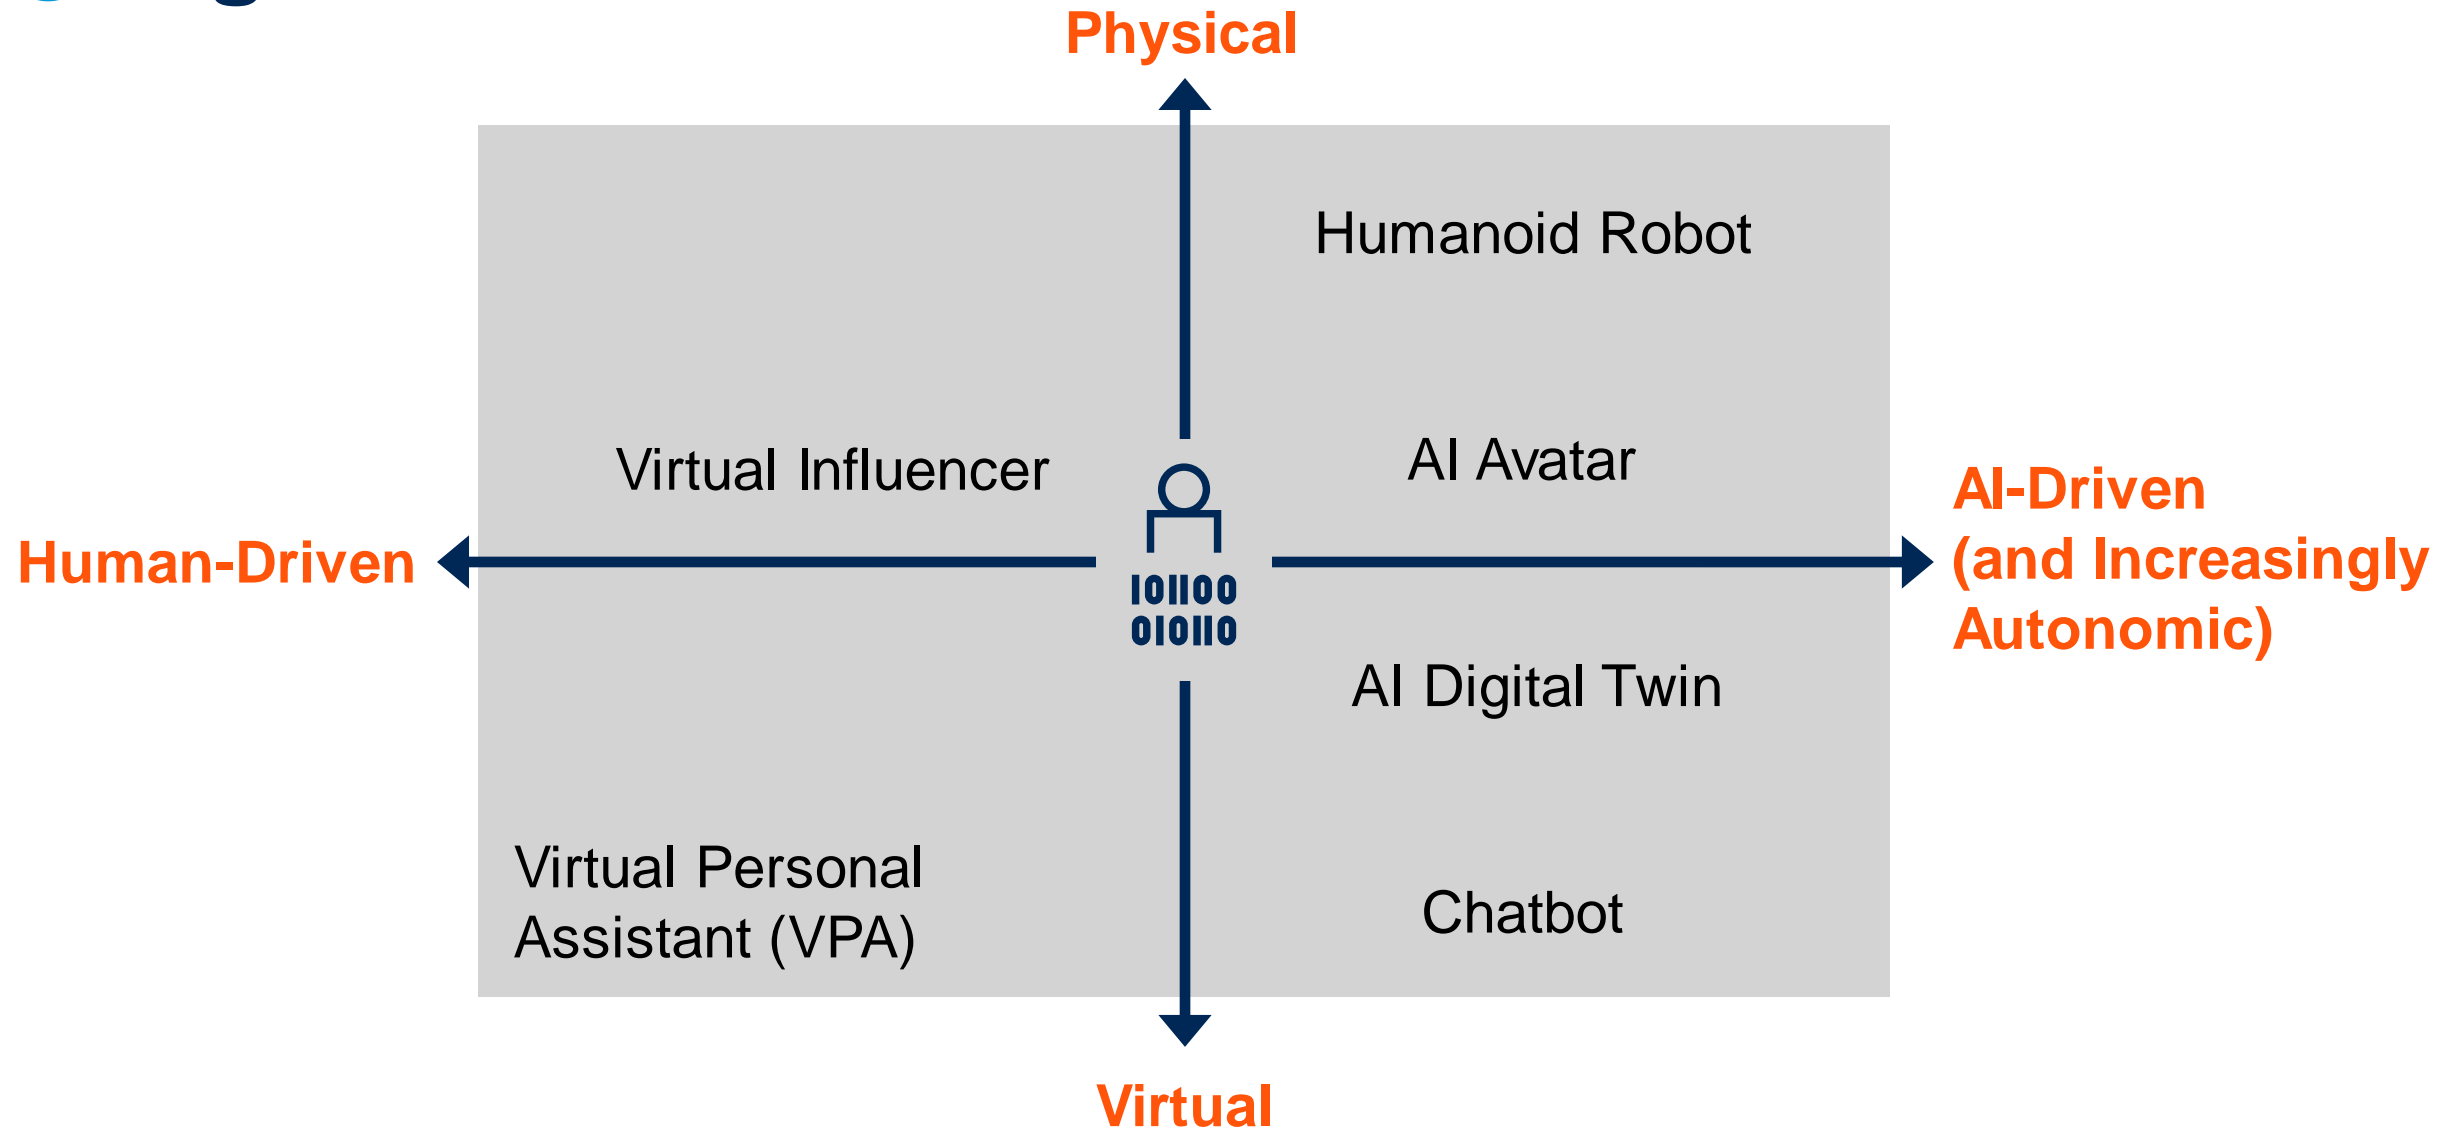 Physical
Humanoid Robot
Virtual Influencer
AI Avatar
Human-Driven
AI-Driven
(and Increasingly
Autonomic)
101100
010110
AI Digital Twin
Virtual Personal
Assistant (VPA)
Chatbot
Virtual